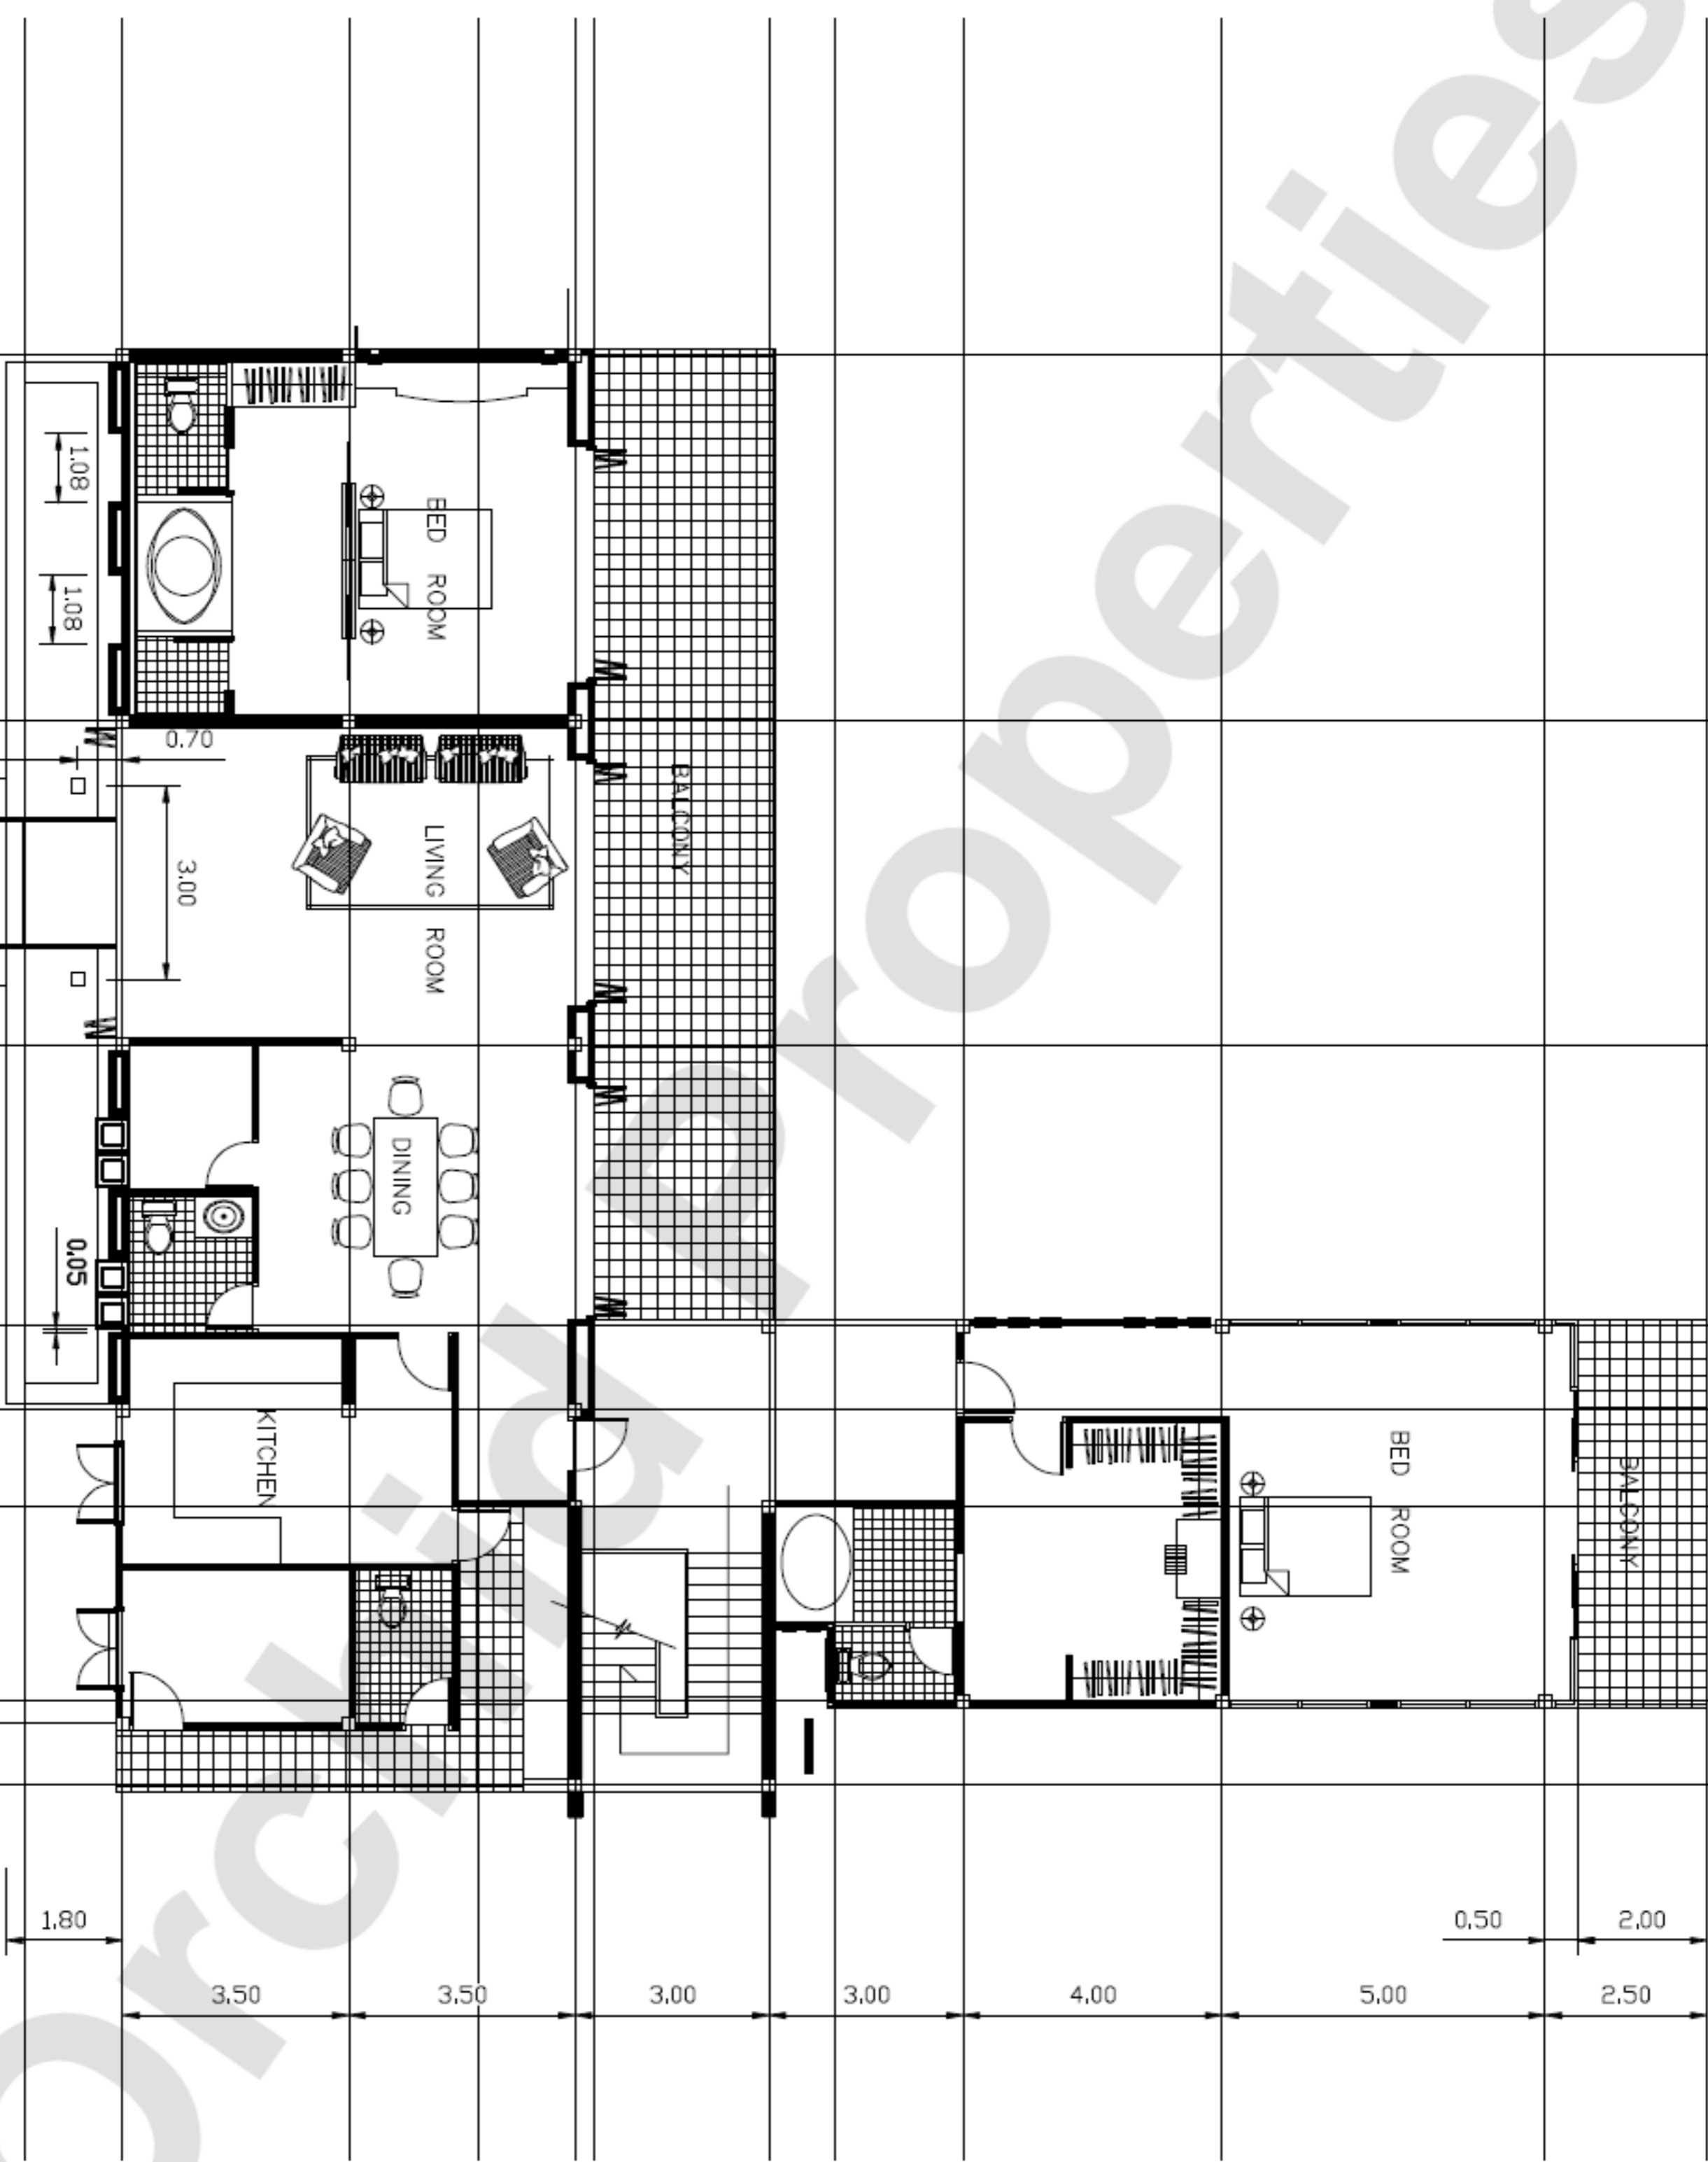 Orchid Properties
1.08
BED ROOM
1.08
0.70
BALCONY
3.00
LIVING ROOM
DINING
0.05
KITCHEN
BED ROOM
BALCONY
1.80
0.50
2.00
3.50
3.50
3.00
3.00
4.00
5.00
2.50